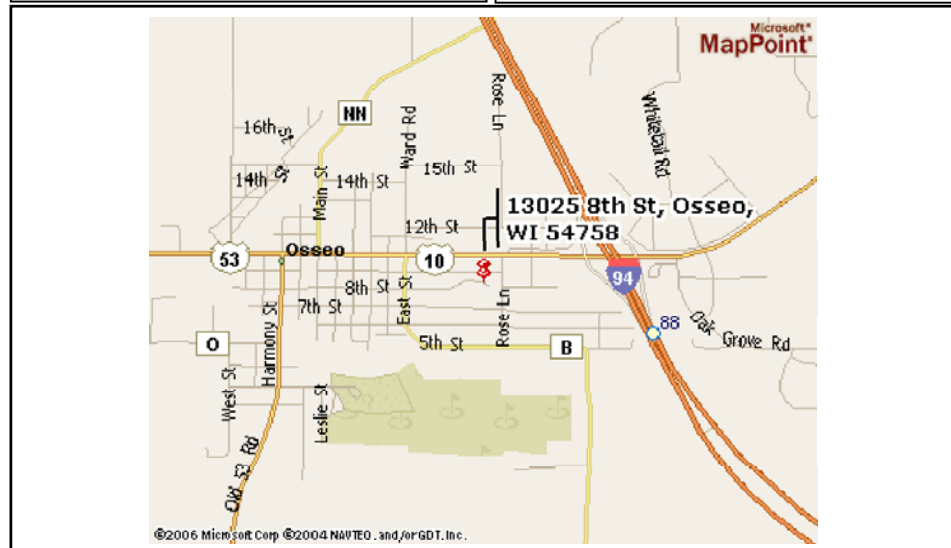 Microsoft®
MapPoint®
NN
Rose Ln
Ward Rd
Whitetail Rd
16th St
15th St
14th St
14th St
Main St
13025 8th St, Osseo,
WI 54758
12th St
Osseo
53
10
94
8th St
7th St
East St
Rose Ln
88
Oak Grove Rd
Harmony St
O
5th St
B
West St
Leslie St
Old 53 Rd
©2006 Microsoft Corp ©2004 NAVTEQ, and/or GDT, Inc.